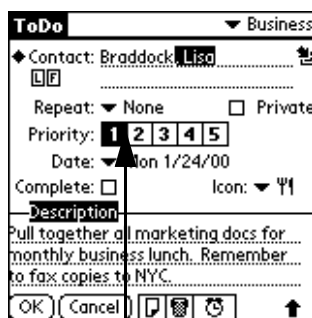 ToDo Business
Contact: Braddock, Lisa
L F
Repeat: None Private
Priority: 1 2 3 4 5
Date: Mon 1/24/00
Complete: Icon:
Description
Pull together all marketing docs for
monthly business lunch. Remember
to fax copies to NYC.
OK Cancel